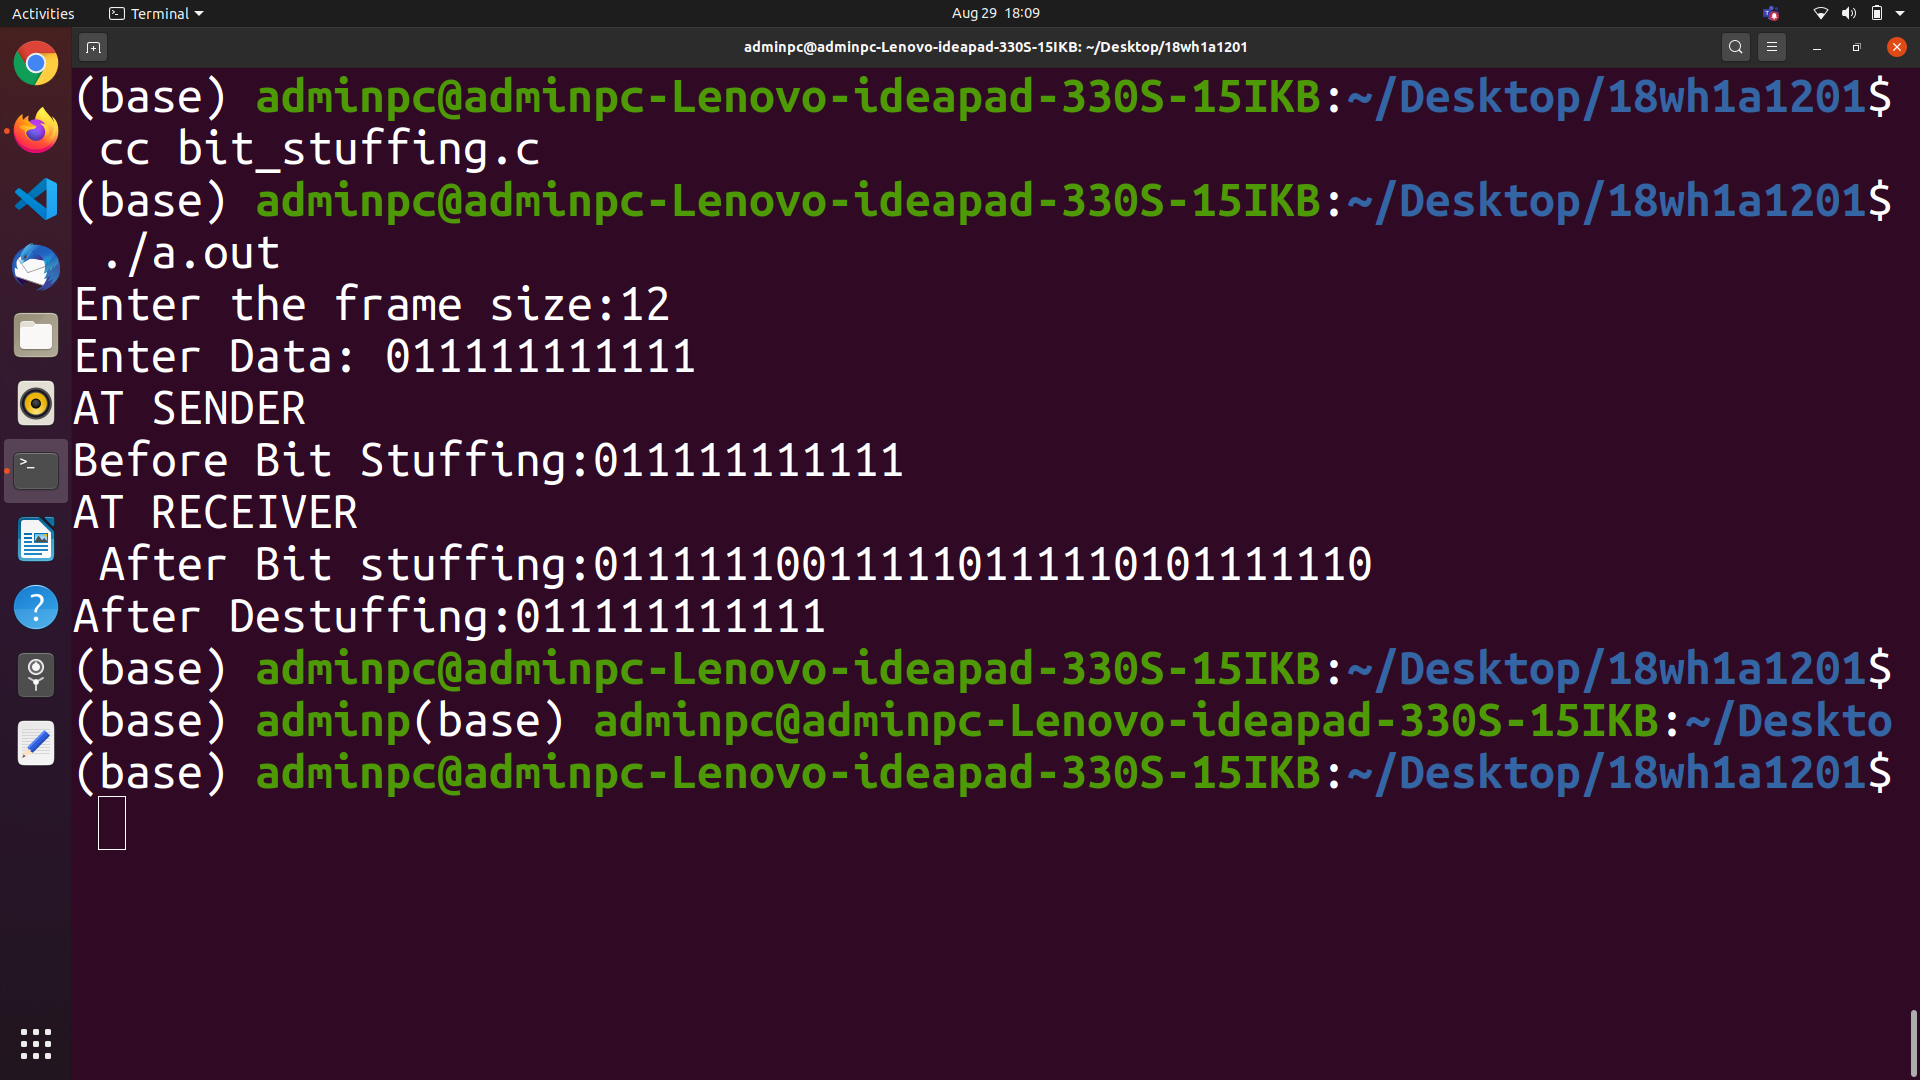 Activities
Terminal
Aug 29 18:09
adminpc@adminpc-Lenovo-ideapad-330S-15IKB: ~/Desktop/18wh1a1201
(base) adminpc@adminpc-Lenovo-ideapad-330S-15IKB:~/Desktop/18wh1a1201$
cc bit_stuffing.c
(base) adminpc@adminpc-Lenovo-ideapad-330S-15IKB:~/Desktop/18wh1a1201$
./a.out
Enter the frame size:12
Enter Data: 011111111111
AT SENDER
Before Bit Stuffing:011111111111
AT RECEIVER
After Bit stuffing:011111100111110111110101111110
After Destuffing:011111111111
(base) adminpc@adminpc-Lenovo-ideapad-330S-15IKB:~/Desktop/18wh1a1201$
(base) adminp(base) adminpc@adminpc-Lenovo-ideapad-330S-15IKB:~/Deskto
(base) adminpc@adminpc-Lenovo-ideapad-330S-15IKB:~/Desktop/18wh1a1201$